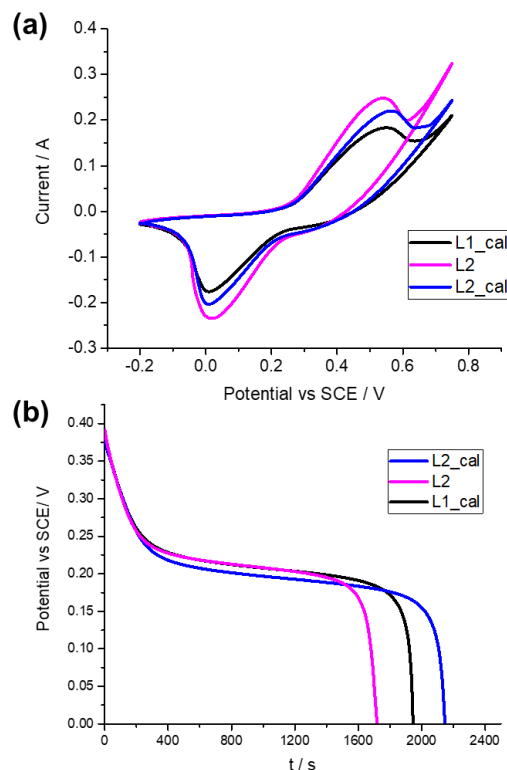 (a)
0.4
0.3
0.2
0.1
0.0
-0.1
-0.2
-0.3
Current / A
L1_cal
L2
L2_cal
-0.2 0.0 0.2 0.4 0.6 0.8
Potential vs SCE / V
(b)
0.40
0.35
0.30
0.25
0.20
0.15
0.10
0.05
0.00
Potential vs SCE/ V
L2_cal
L2
L1_cal
0 400 800 1200 1600 2000 2400
t / s